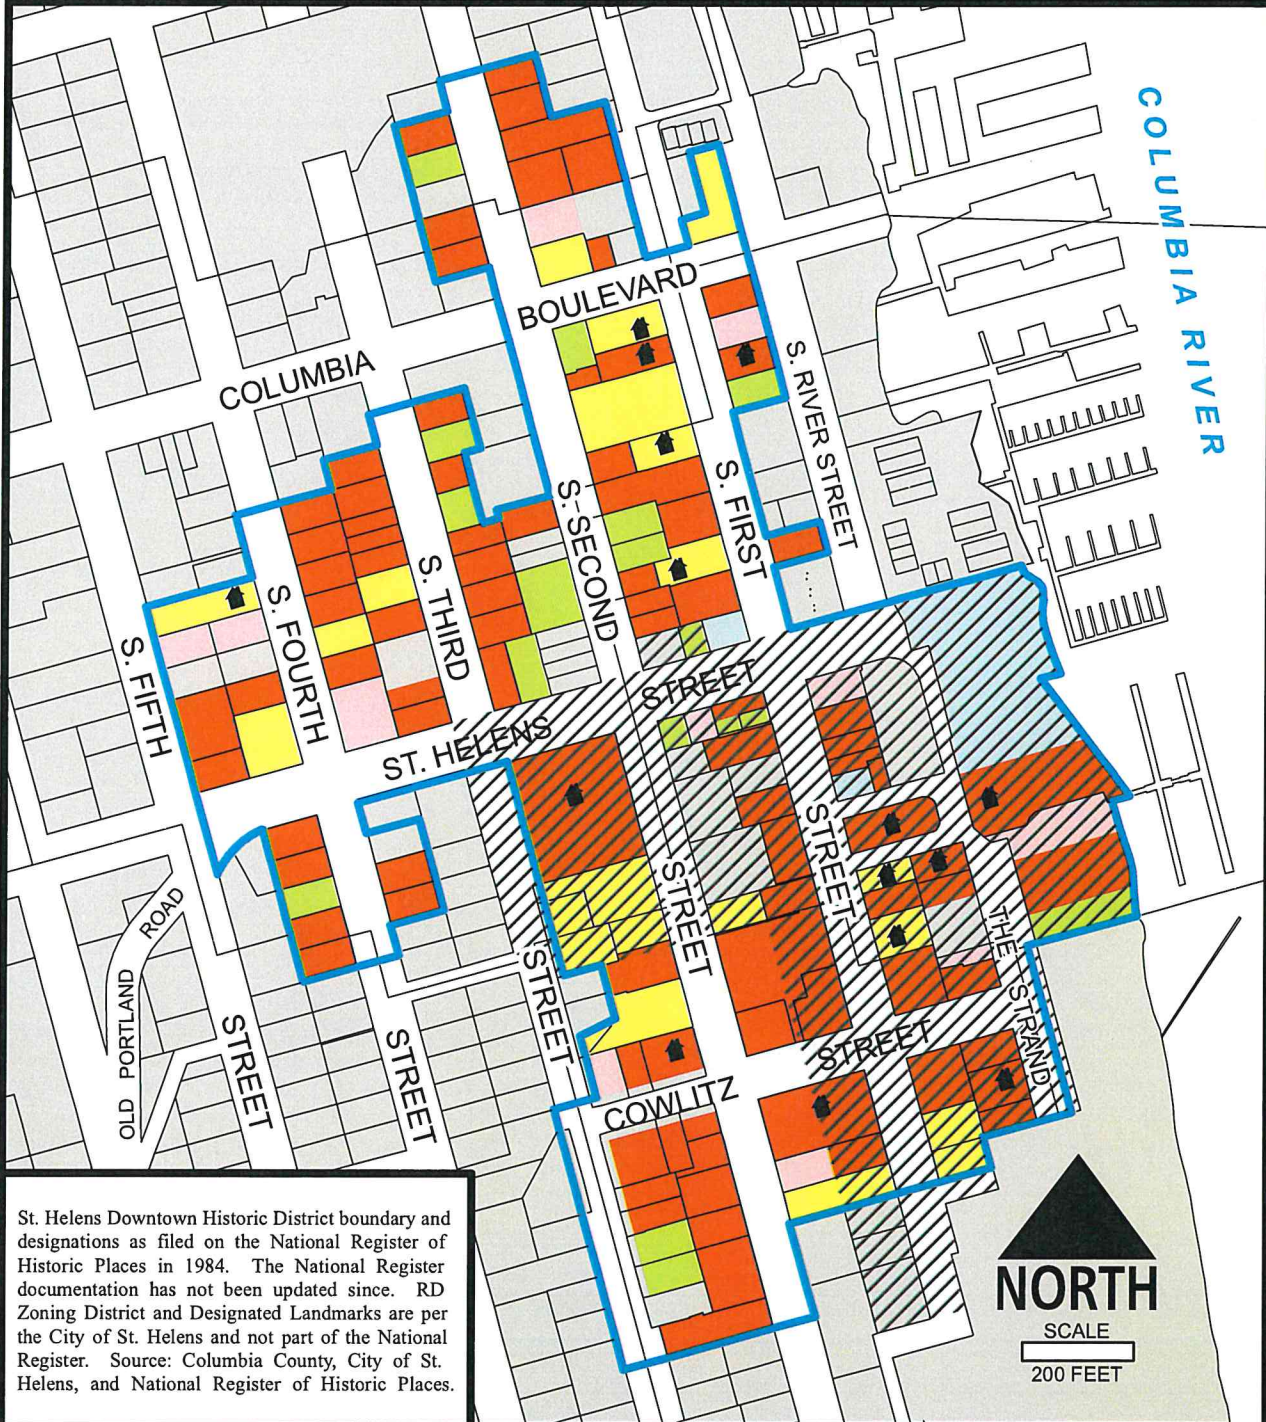 COLUMBIA RIVER
BOULEVARD
COLUMBIA
S. RIVER STREET
S. FIRST
S. SECOND
S. THIRD
S. FOURTH
S. FIFTH
STREET
ST. HELENS
STREET
STREET
THE STRAND
ROAD
OLD PORTLAND
STREET
STREET
STREET
STREET
COWLITZ
NORTH
SCALE
200 FEET
St. Helens Downtown Historic District boundary and
designations as filed on the National Register of
Historic Places in 1984. The National Register
documentation has not been updated since. RD
Zoning District and Designated Landmarks are per
the City of St. Helens and not part of the National
Register. Source: Columbia County, City of St.
Helens, and National Register of Historic Places.